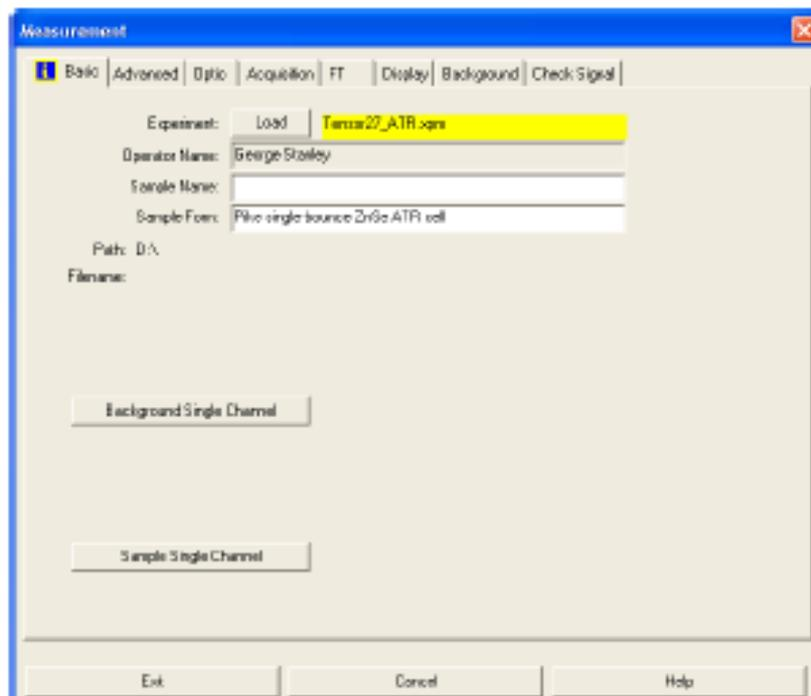 Measurement
Basic Advanced Optic Acquisition FT Display Background Check Signal
Experiment: Load Tensor27_ATR.xpm
Operator Name: George Stanley
Sample Name:
Sample Form: Pike single bounce ZnSe ATR cell
Path: D:\
Filename:
Background Single Channel
Sample Single Channel
Exit Cancel Help